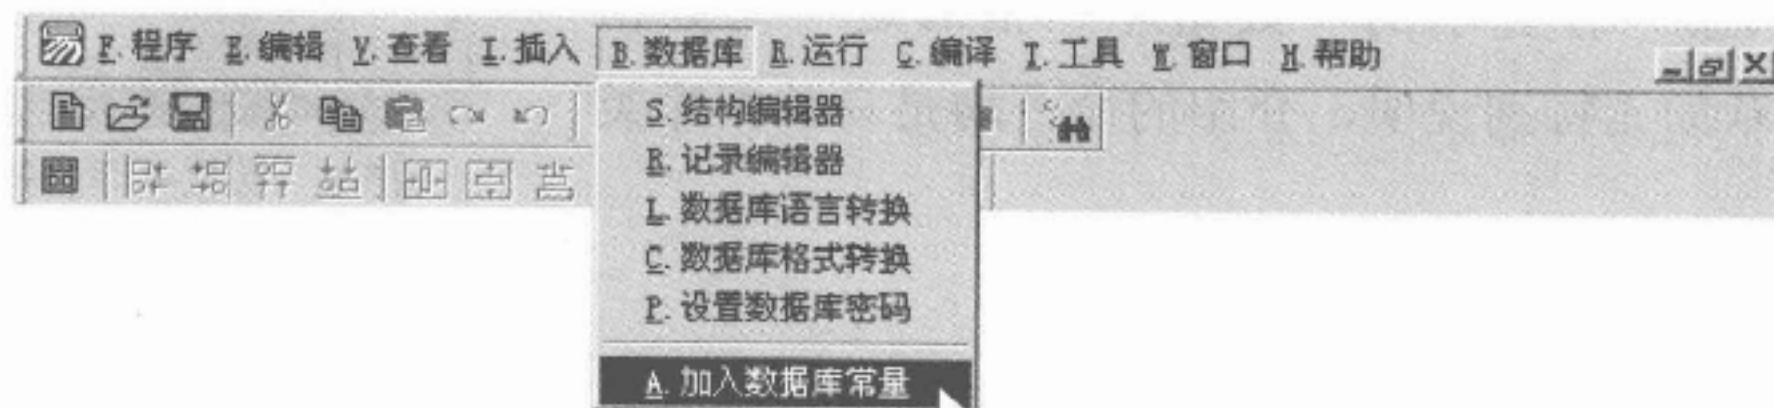 F.程序 E.编辑 V.查看 I.插入 B.数据库 R.运行 C.编译 T.工具 W.窗口 H.帮助
S.结构编辑器
R.记录编辑器
L.数据库语言转换
C.数据库格式转换
P.设置数据库密码
A.加入数据库常量